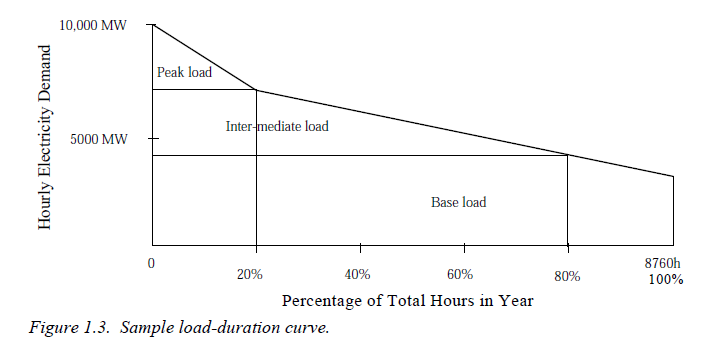 10,000 MW
Hourly Electricity Demand
Peak load
Inter-mediate load
5000 MW
Base load
0
20%
40%
60%
80%
8760h
100%
Percentage of Total Hours in Year
Figure 1.3. Sample load-duration curve.